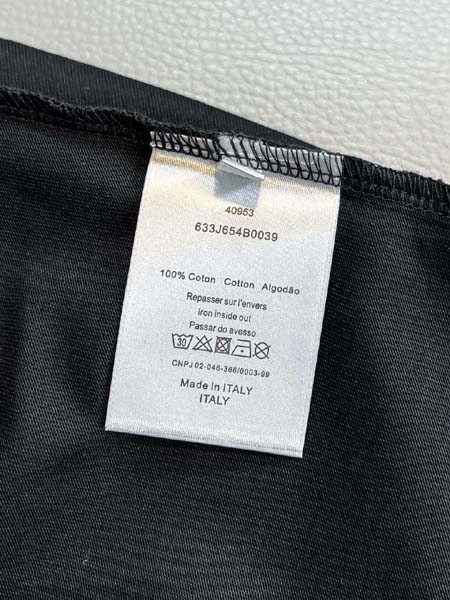 40953
633J654B0039
100% Coton Cotton Algodão
Repasser sur l'envers
iron inside out
Passar do avesso
30
CNPJ 02-046-366/0003-99
Made in ITALY
ITALY